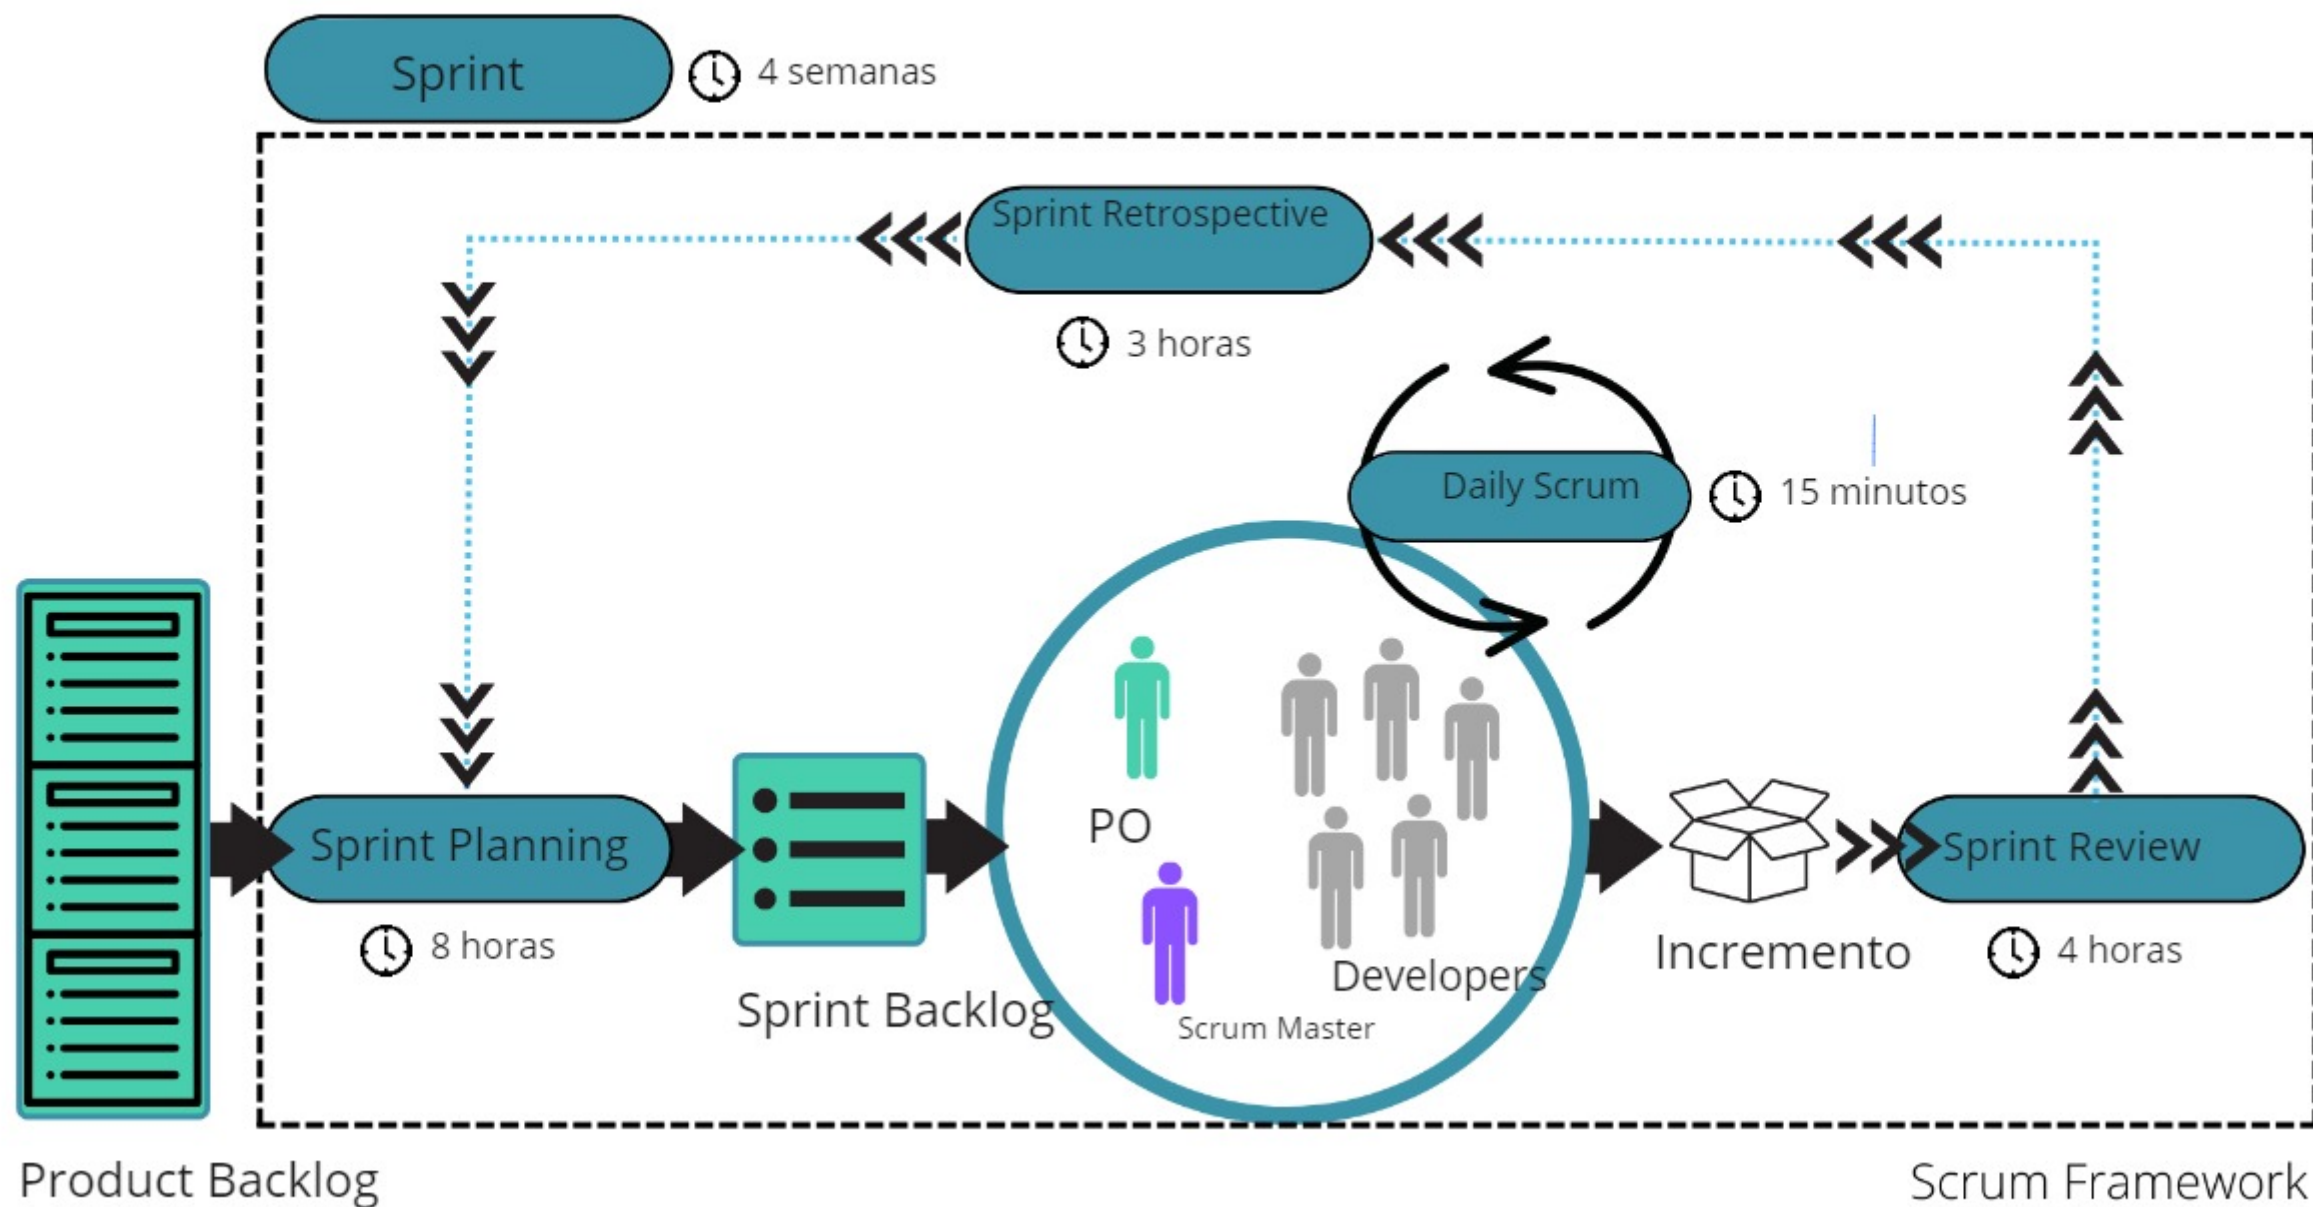 Sprint
4 semanas
Sprint Retrospective
3 horas
Daily Scrum
15 minutos
Sprint Planning
8 horas
Sprint Backlog
PO
Developers
Scrum Master
Incremento
Sprint Review
4 horas
Product Backlog
Scrum Framework